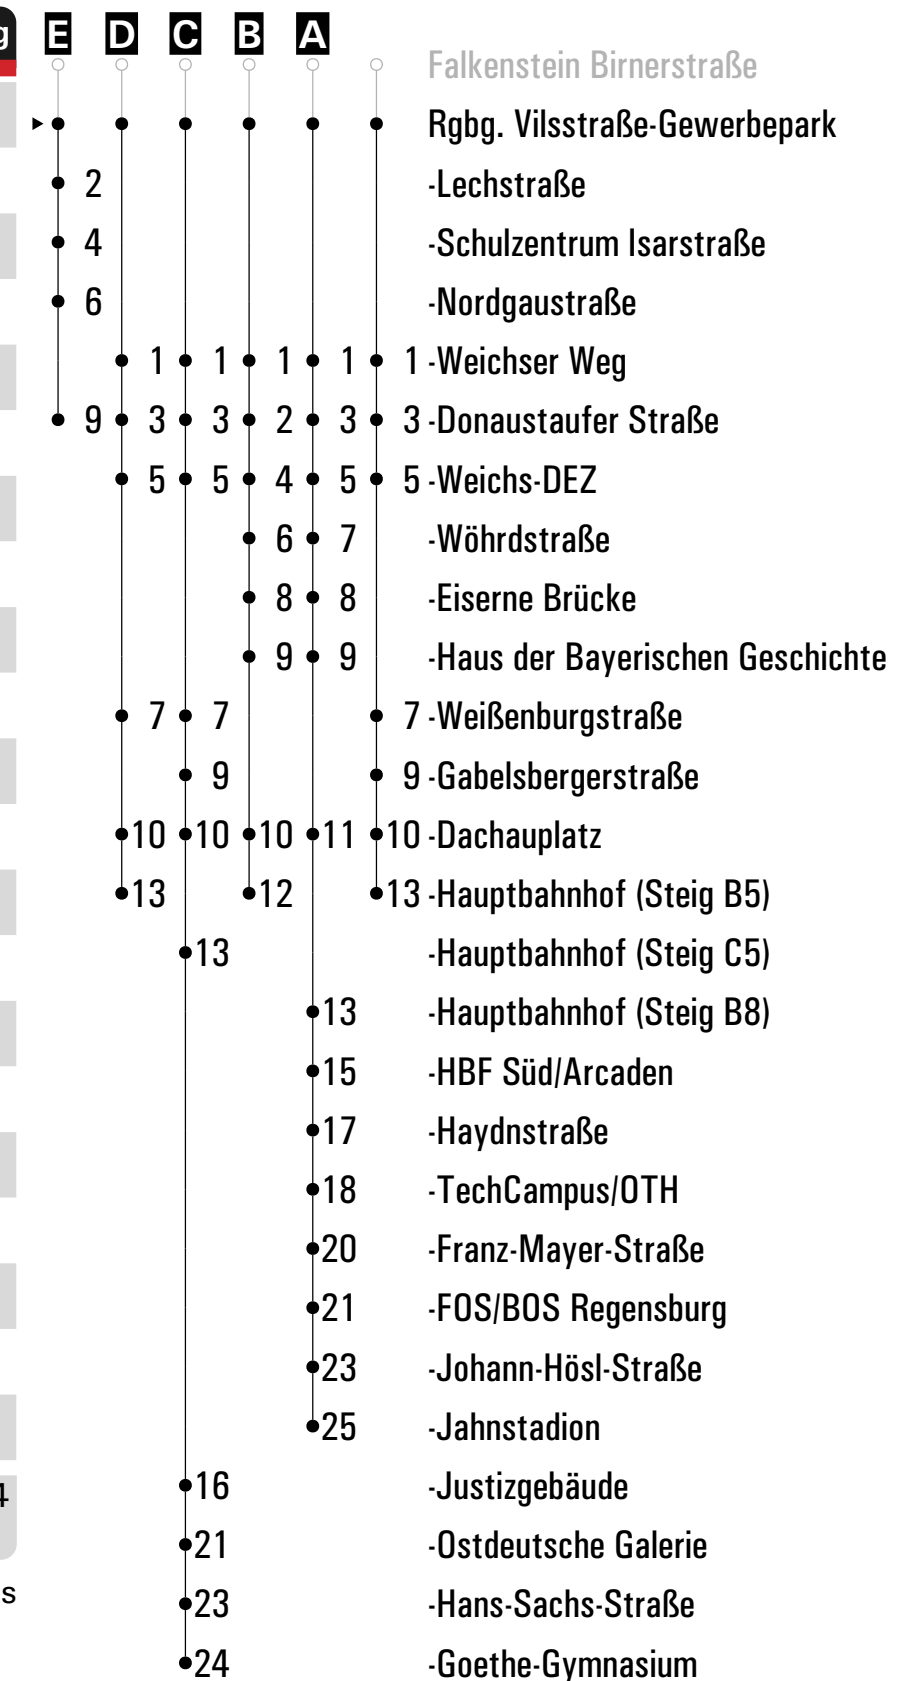 g E D C B A
Falkenstein Birnerstraße
Rgbg. Vilsstraße-Gewerbepark
2 -Lechstraße
4 -Schulzentrum Isarstraße
6 -Nordgaustraße
1 1 1 1 1 -Weichser Weg
9 3 3 2 3 3 -Donaustaufer Straße
5 5 4 5 5 -Weichs-DEZ
6 7 -Wöhrdstraße
8 8 -Eiserne Brücke
9 9 -Haus der Bayerischen Geschichte
7 7 7 -Weißenburgstraße
9 9 -Gabelsbergerstraße
10 10 10 11 10 -Dachauplatz
13 12 13 -Hauptbahnhof (Steig B5)
13 -Hauptbahnhof (Steig C5)
13 -Hauptbahnhof (Steig B8)
15 -HBF Süd/Arcaden
17 -Haydnstraße
18 -TechCampus/OTH
20 -Franz-Mayer-Straße
21 -FOS/BOS Regensburg
23 -Johann-Hösl-Straße
25 -Jahnstadion
4 16 -Justizgebäude
21 -Ostdeutsche Galerie
s 23 -Hans-Sachs-Straße
24 -Goethe-Gymnasium